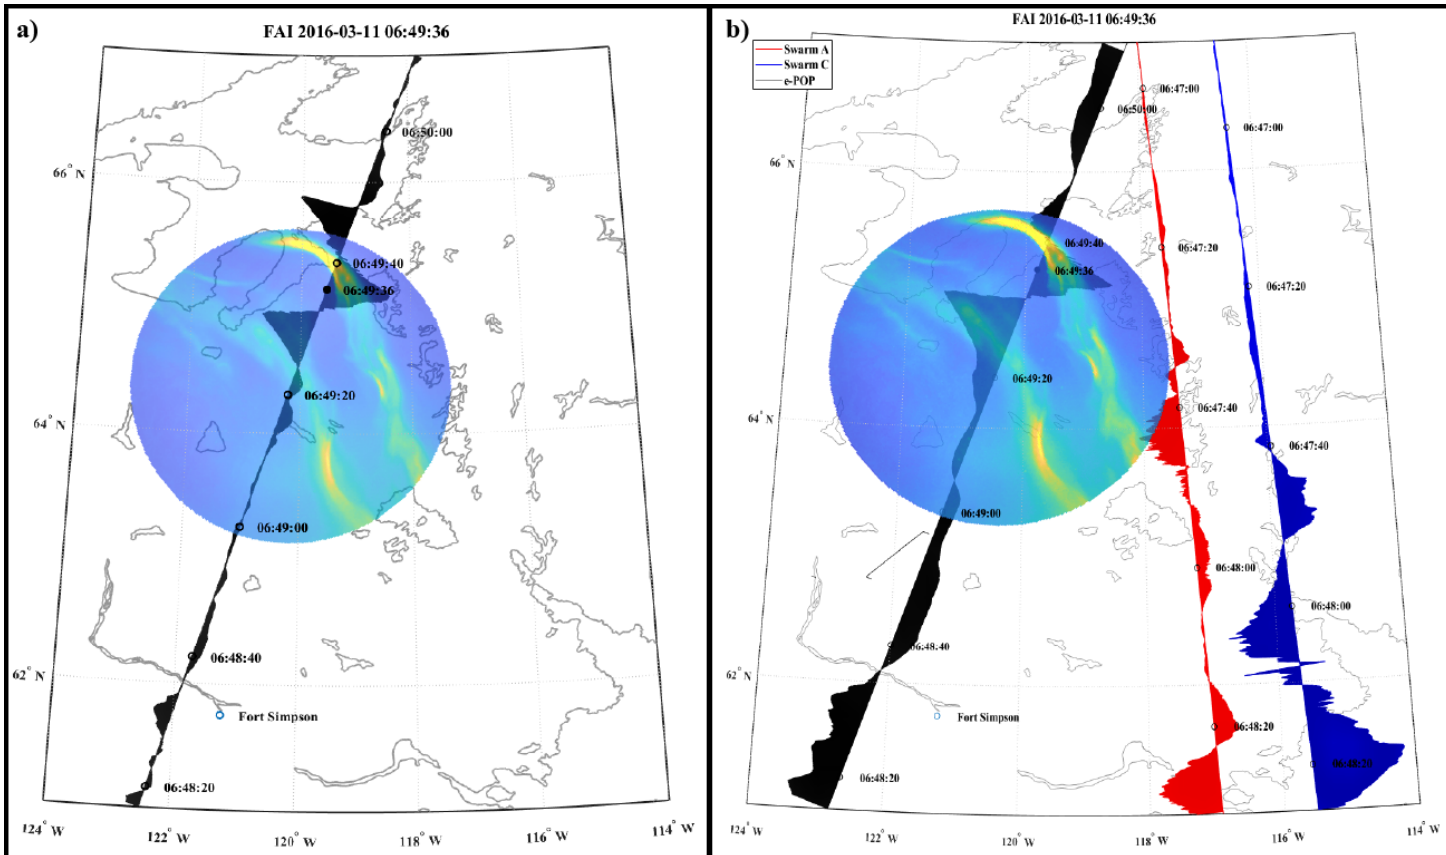 a)
FAI 2016-03-11 06:49:36
06:50:00
66° N
06:49:40
06:49:36
06:49:20
64° N
06:49:00
06:48:40
62° N
Fort Simpson
06:48:20
124° W
122° W
120° W
118° W
116° W
114° W
b)
FAI 2016-03-11 06:49:36
Swarm A
Swarm C
e-POP
06:47:00
06:50:00
06:47:00
66° N
06:49:40
06:47:20
06:49:36
06:47:20
06:49:20
06:47:40
64° N
06:47:40
06:49:00
06:48:00
06:48:00
06:48:40
62° N
Fort Simpson
06:48:20
06:48:20
06:48:20
124° W
122° W
120° W
118° W
116° W
114° W